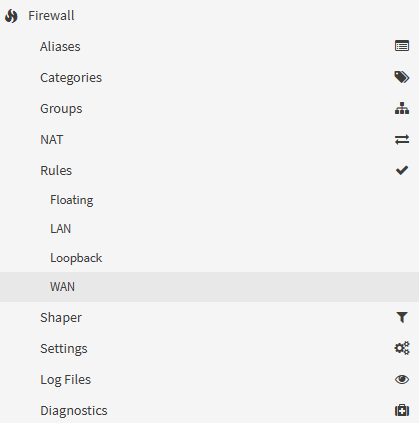 Firewall
Aliases
Categories
Groups
NAT
Rules
Floating
LAN
Loopback
WAN
Shaper
Settings
Log Files
Diagnostics